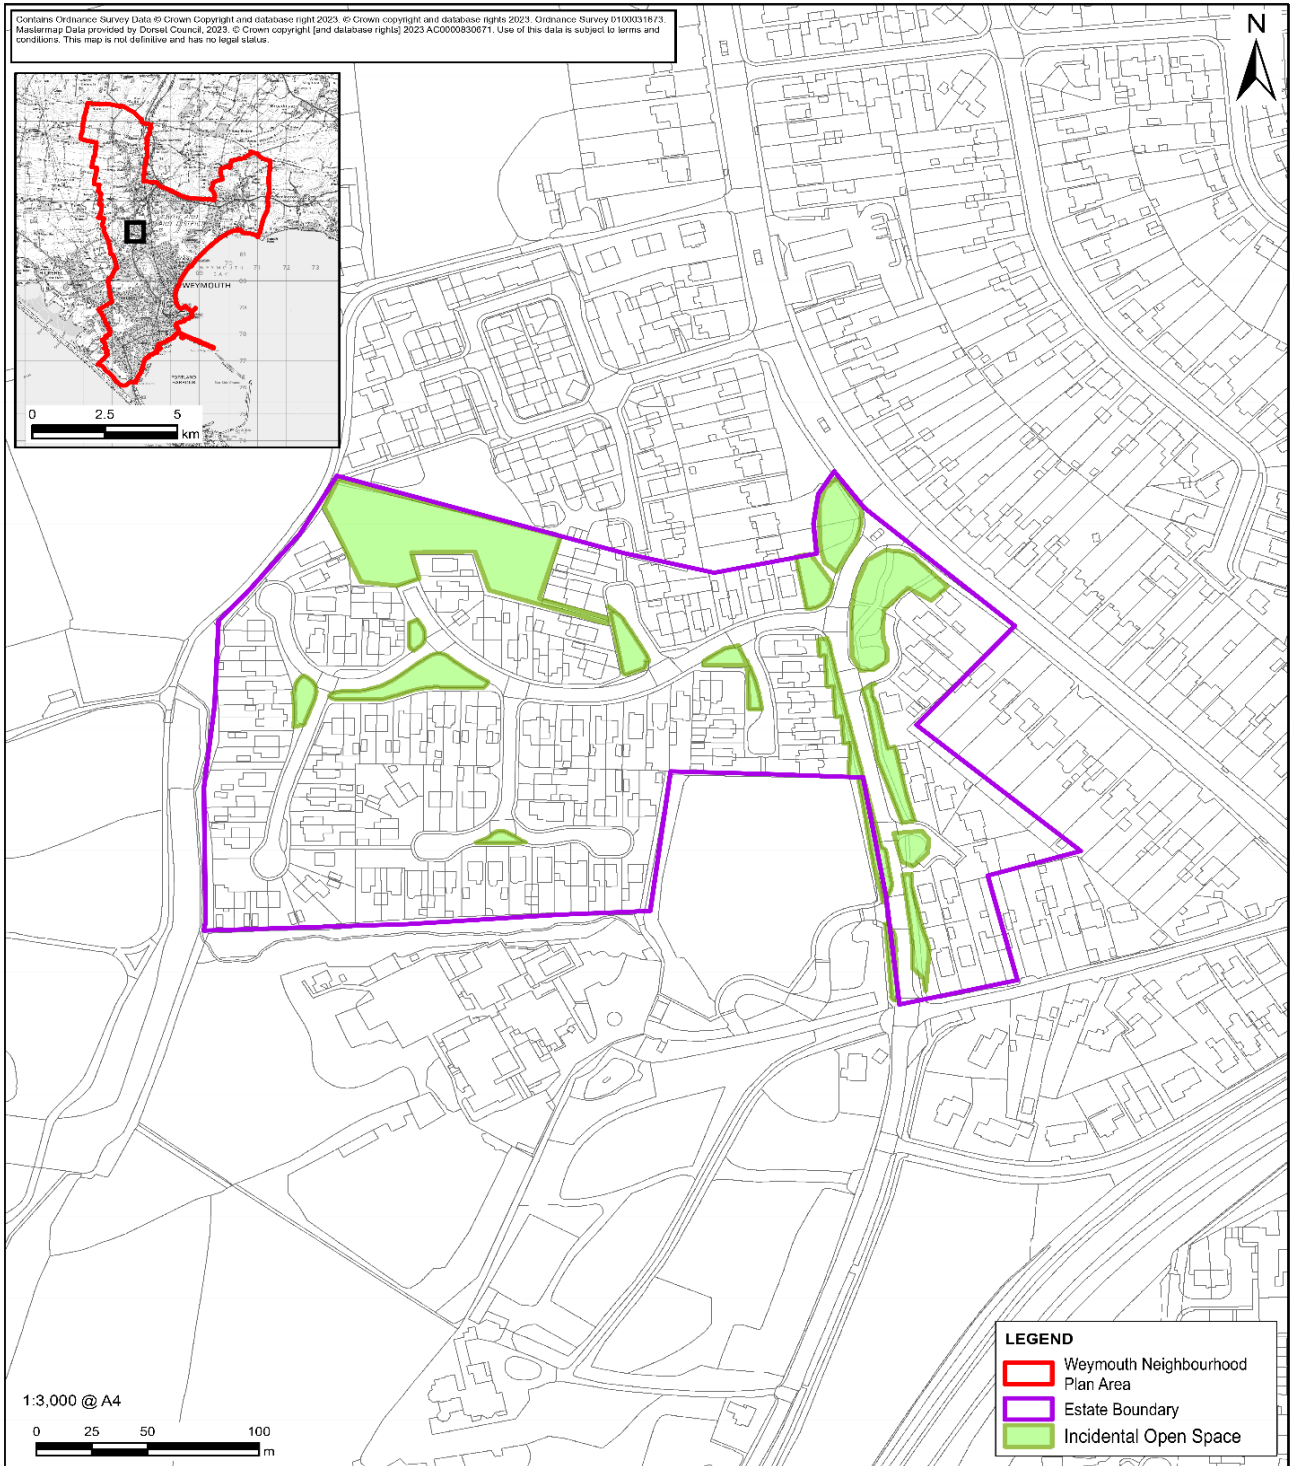 Contains Ordnance Survey Data © Crown Copyright and database right 2023. © Crown copyright and database rights 2023. Ordnance Survey 0100031673.
Mastermap Data provided by Dorset Council, 2023. © Crown copyright [and database rights] 2023 AC0000830671. Use of this data is subject to terms and
conditions. This map is not definitive and has no legal status.
N
WEYMOUTH
71 72 73
0 2.5 5
km
LEGEND
Weymouth Neighbourhood
Plan Area
Estate Boundary
Incidental Open Space
1:3,000 @ A4
0 25 50 100
m